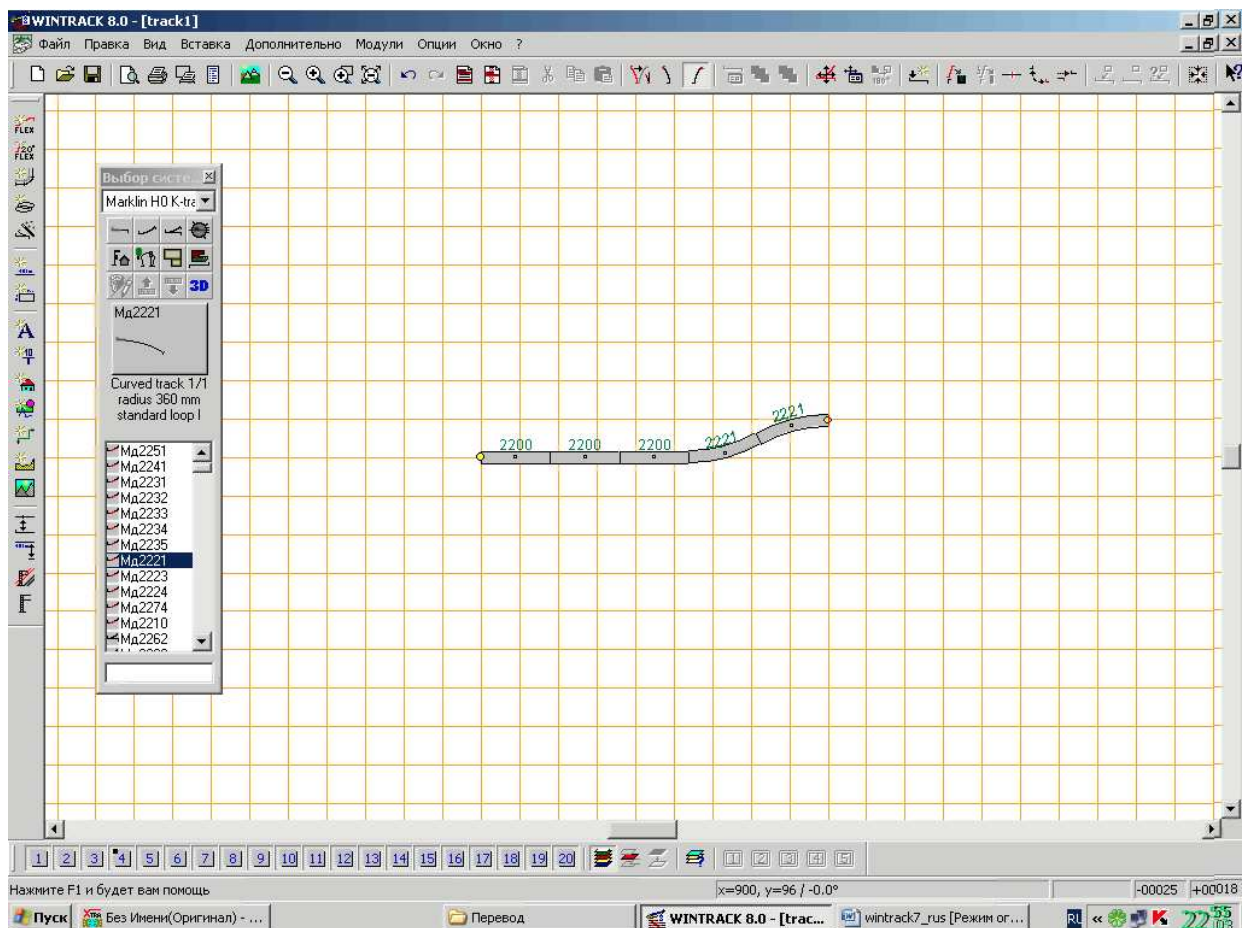 WINTRACK 8.0 - [track1]
Файл Правка Вид Вставка Дополнительно Модули Опции Окно ?
FLEX
20°
FLEX
Выбор систе...
Marklin H0 K-tra
3D
Мд2221
Curved track 1/1
radius 360 mm
standard loop I
Мд2251
Мд2241
Мд2231
Мд2232
Мд2233
Мд2234
Мд2235
Мд2221
Мд2223
Мд2224
Мд2274
Мд2210
Мд2262
2200 2200 2200 2221 2221
1 2 3 4 5 6 7 8 9 10 11 12 13 14 15 16 17 18 19 20 1 2 3 4 5
Нажмите F1 и будет вам помощь x=900, y=96 / -0.0° -00025 +00018
Пуск Без Имени(Оригинал) - ... Перевод WINTRACK 8.0 - [trac... wintrack7_rus [Режим ог... RL « 22 55 03